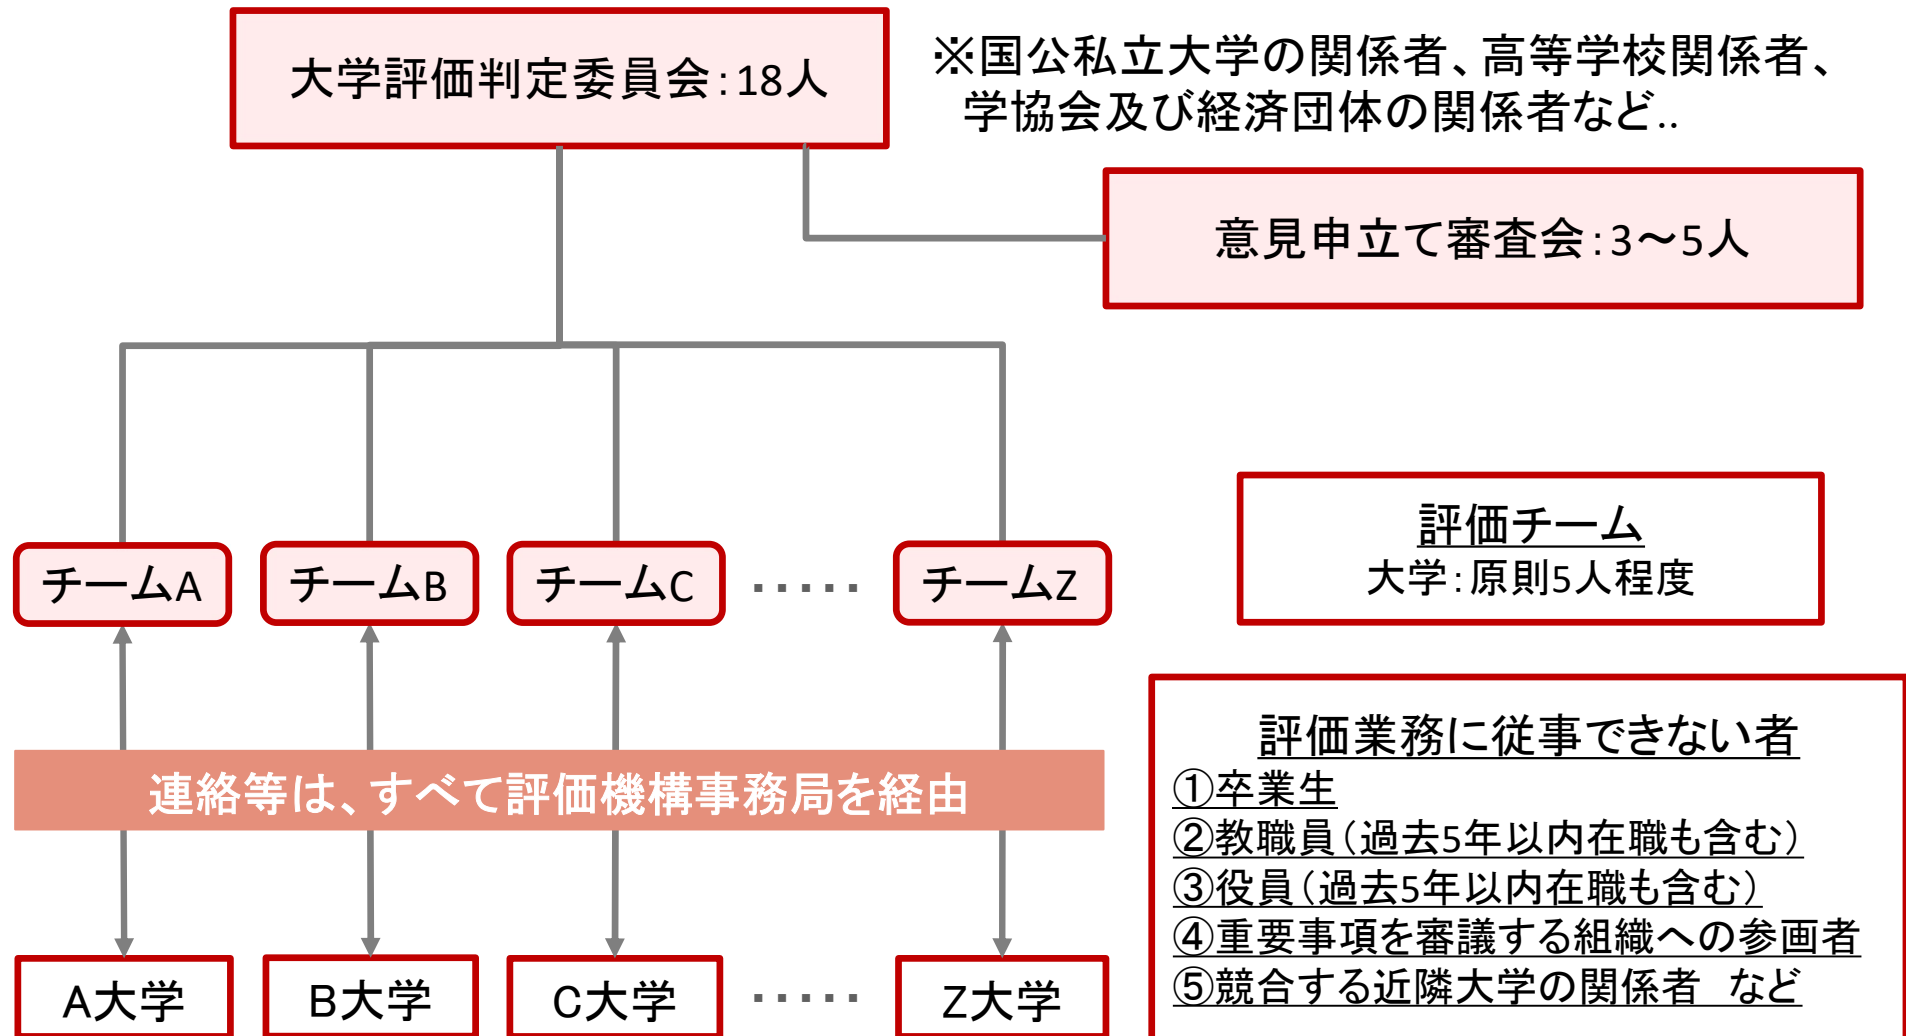 大学評価判定委員会：18人
※国公私立大学の関係者、高等学校関係者、
学協会及び経済団体の関係者など..
意見申立て審査会：3～5人
チームA
チームB
チームC
・・・・・
チームZ
評価チーム
大学：原則5人程度
連絡等は、すべて評価機構事務局を経由
評価業務に従事できない者
①卒業生
②教職員（過去5年以内在職も含む）
③役員（過去5年以内在職も含む）
④重要事項を審議する組織への参画者
⑤競合する近隣大学の関係者　など
A大学
B大学
C大学
・・・・・
Z大学